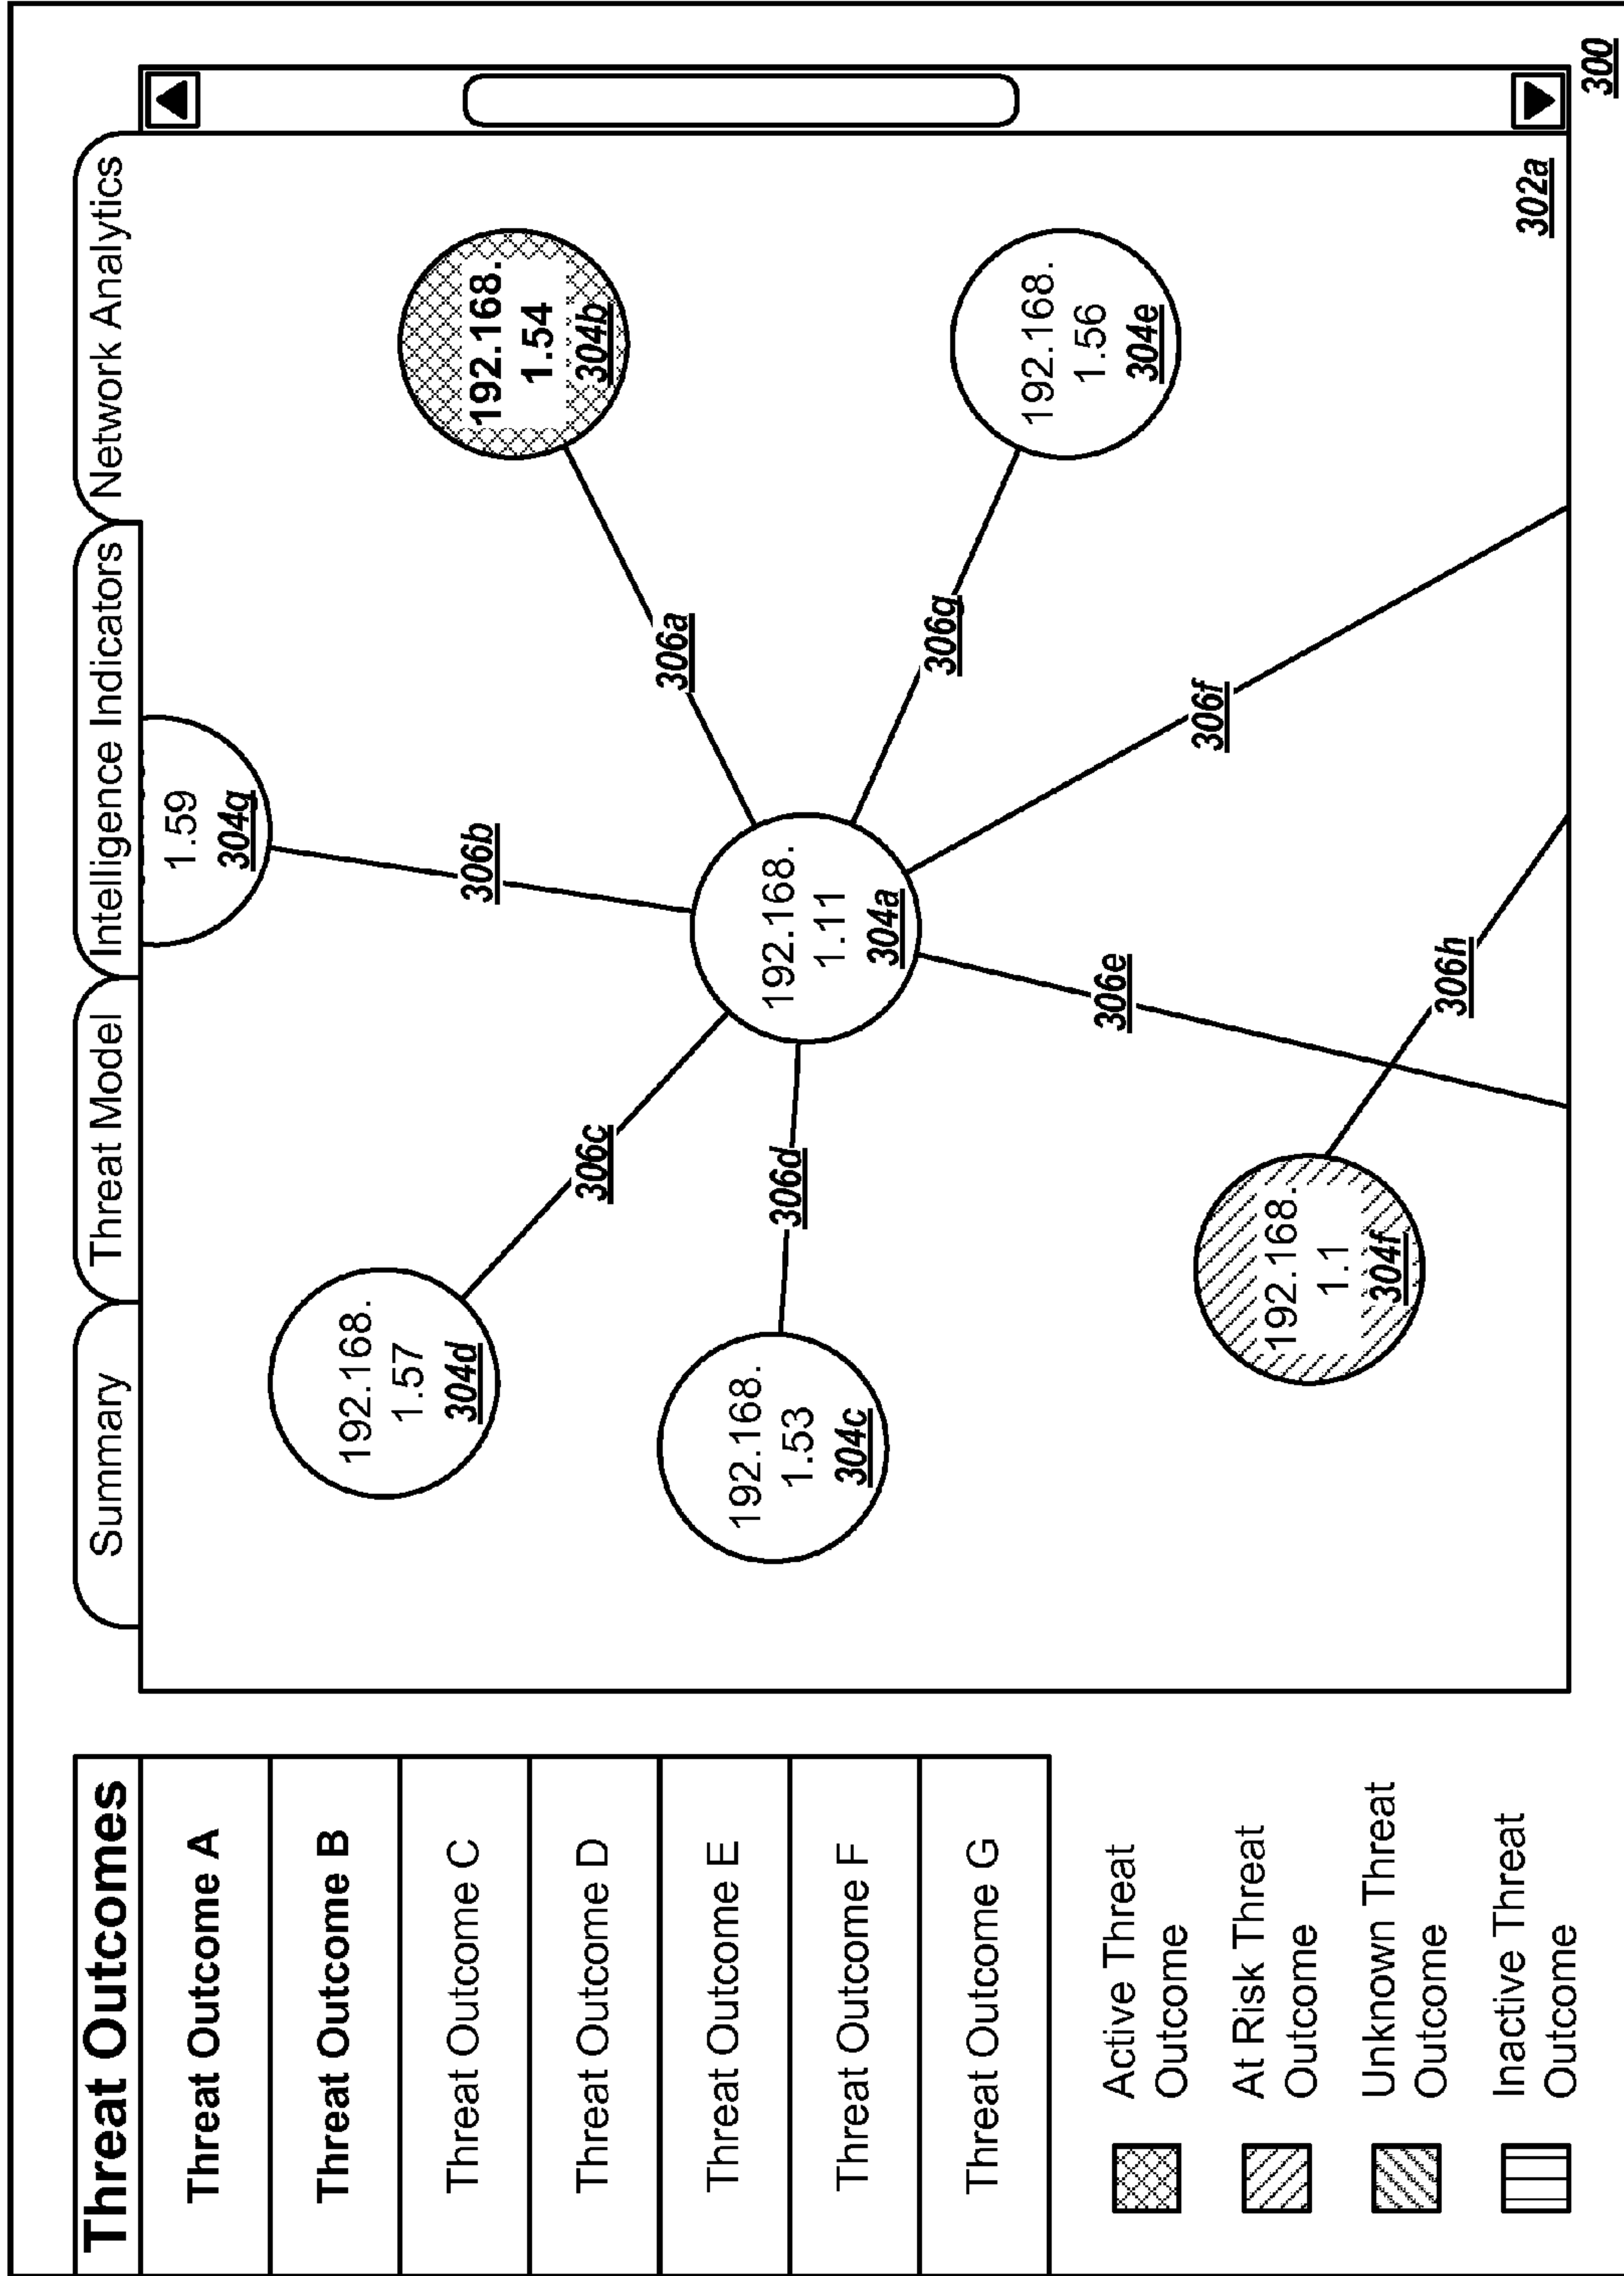 Threat Outcomes
Threat Outcome A
Threat Outcome B
Threat Outcome C
Threat Outcome D
Threat Outcome E
Threat Outcome F
Threat Outcome G
Active Threat
Outcome
At Risk Threat
Outcome
Unknown Threat
Outcome
Inactive Threat
Outcome
Summary
Threat Model
Intelligence Indicators
Network Analytics
1.59
304g
306b
192.168.
1.57
304d
306c
192.168.
1.54
304b
306a
192.168.
1.53
304c
306d
192.168.
1.11
304a
306g
192.168.
1.56
304e
306e
306f
192.168.
1.1
304f
306h
302a
300